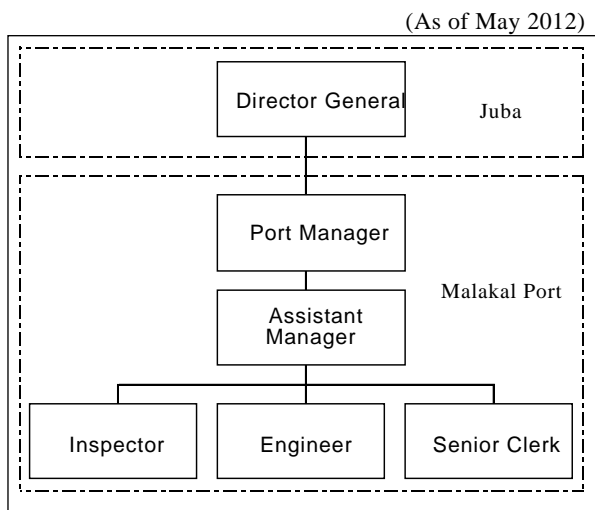 (As of May 2012)
Director General
Juba
Port Manager
Malakal Port
Assistant
Manager
Inspector
Engineer
Senior Clerk